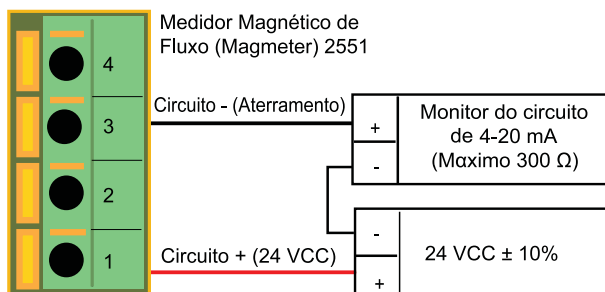 Medidor Magnético de
Fluxo (Magmeter) 2551
4
3
2
1
Circuito - (Aterramento)
+
-
Monitor do circuito
de 4-20 mA
(Maximo 300 Ω)
Circuito + (24 VCC)
-
+
24 VCC ± 10%